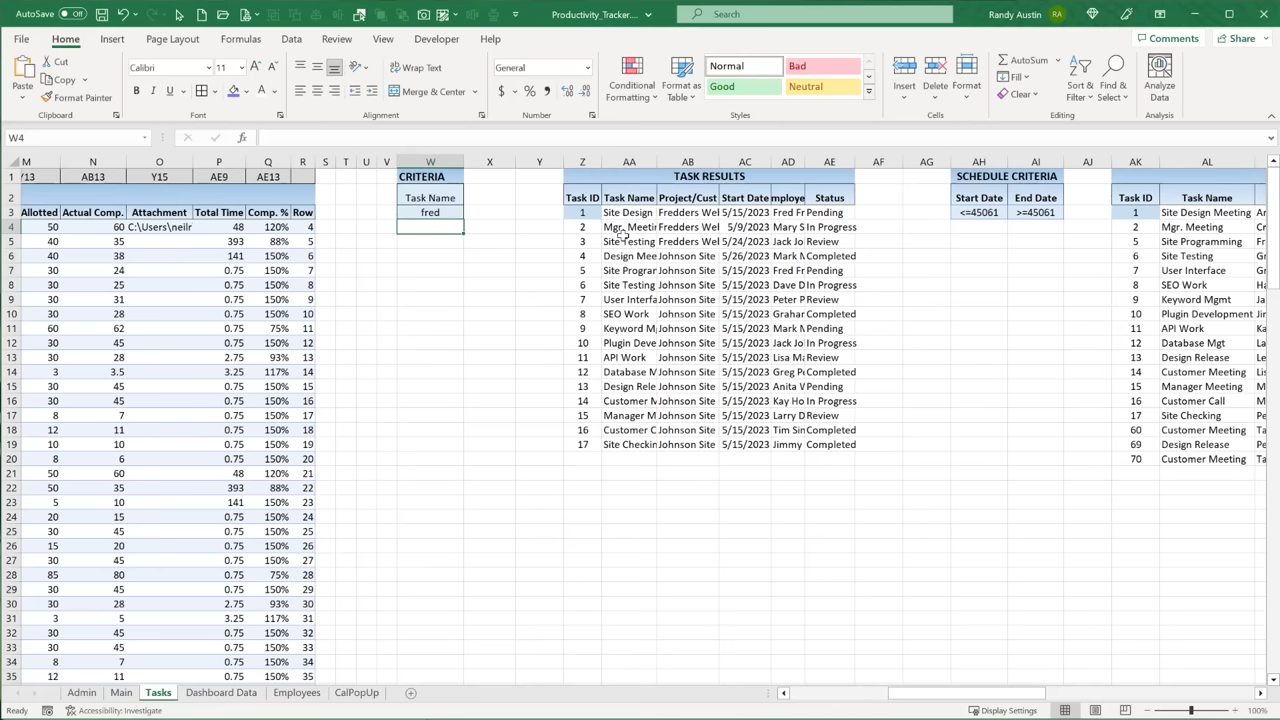 AutoSave Off Productivity_Tracker.... Search Randy Austin RA
File Home Insert Page Layout Formulas Data Review View Developer Help Comments Share
Paste Cut Copy Format Painter Clipboard
Calibri 11 B I U A Font
Wrap Text Merge & Center Alignment
General $ % Number
Conditional Formatting Format as Table Normal Bad Good Neutral Styles
Insert Delete Format Cells
AutoSum Fill Clear Sort & Filter Find & Select Editing
Analyze Data Analysis
W4 fx
M N O P Q R S T U V W X Y Z AA AB AC AD AE AF AG AH AI AJ AK AL
1 Y13 AB13 Y15 AE9 AE13 CRITERIA TASK RESULTS SCHEDULE CRITERIA
2 Task Name Task ID Task Name Project/Cust Start Date mploye Status Start Date End Date Task ID Task Name
3 Allotted Actual Comp. Attachment Total Time Comp. % Row fred 1 Site Design Fredders Wel 5/15/2023 Fred Fr Pending <=45061 >=45061 1 Site Design Meeting
4 50 60 C:\Users\neilr 48 120% 4 2 Mgr. Meetin Fredders Wel 5/9/2023 Mary S In Progress 2 Mgr. Meeting
5 40 35 393 88% 5 3 Site Testing Fredders Wel 5/24/2023 Jack Jo Review 5 Site Programming
6 40 38 141 150% 6 4 Design Mee Johnson Site 5/26/2023 Mark N Completed 6 Site Testing
7 30 24 0.75 150% 7 5 Site Progran Johnson Site 5/15/2023 Fred Fr Pending 7 User Interface
8 30 25 0.75 150% 8 6 Site Testing Johnson Site 5/15/2023 Dave D In Progress 8 SEO Work
9 30 31 0.75 150% 9 7 User Interfa Johnson Site 5/15/2023 Peter P Review 9 Keyword Mgmt
10 30 28 0.75 150% 10 8 SEO Work Johnson Site 5/15/2023 Grahar Completed 10 Plugin Development
11 60 62 0.75 75% 11 9 Keyword M Johnson Site 5/15/2023 Mark N Pending 11 API Work
12 30 45 0.75 150% 12 10 Plugin Deve Johnson Site 5/15/2023 Jack Jo In Progress 12 Database Mgt
13 30 28 2.75 93% 13 11 API Work Johnson Site 5/15/2023 Lisa M Review 13 Design Release
14 3 3.5 3.25 117% 14 12 Database M Johnson Site 5/15/2023 Greg P Completed 14 Customer Meeting
15 30 45 0.75 150% 15 13 Design Rele Johnson Site 5/15/2023 Anita V Pending 15 Manager Meeting
16 30 45 0.75 150% 16 14 Customer M Johnson Site 5/15/2023 Kay Ho In Progress 16 Customer Call
17 8 7 0.75 150% 17 15 Manager M Johnson Site 5/15/2023 Larry D Review 17 Site Checking
18 12 11 0.75 150% 18 16 Customer C Johnson Site 5/15/2023 Tim Sin Completed 60 Customer Meeting
19 10 10 0.75 150% 19 17 Site Checkin Johnson Site 5/15/2023 Jimmy Completed 69 Design Release
20 8 6 0.75 150% 20 70 Customer Meeting
21 50 60 48 120% 21
22 50 35 393 88% 22
23 5 10 141 150% 23
24 20 15 0.75 150% 24
25 30 45 0.75 150% 25
26 15 20 0.75 150% 26
27 30 45 0.75 150% 27
28 85 80 0.75 75% 28
29 30 45 0.75 150% 29
30 30 28 2.75 93% 30
31 3 5 3.25 117% 31
32 30 45 0.75 150% 32
33 30 45 0.75 150% 33
34 8 7 0.75 150% 34
35 12 11 0.75 150% 35
Admin Main Tasks Dashboard Data Employees CalPopUp
Ready Accessibility: Investigate Display Settings 100%